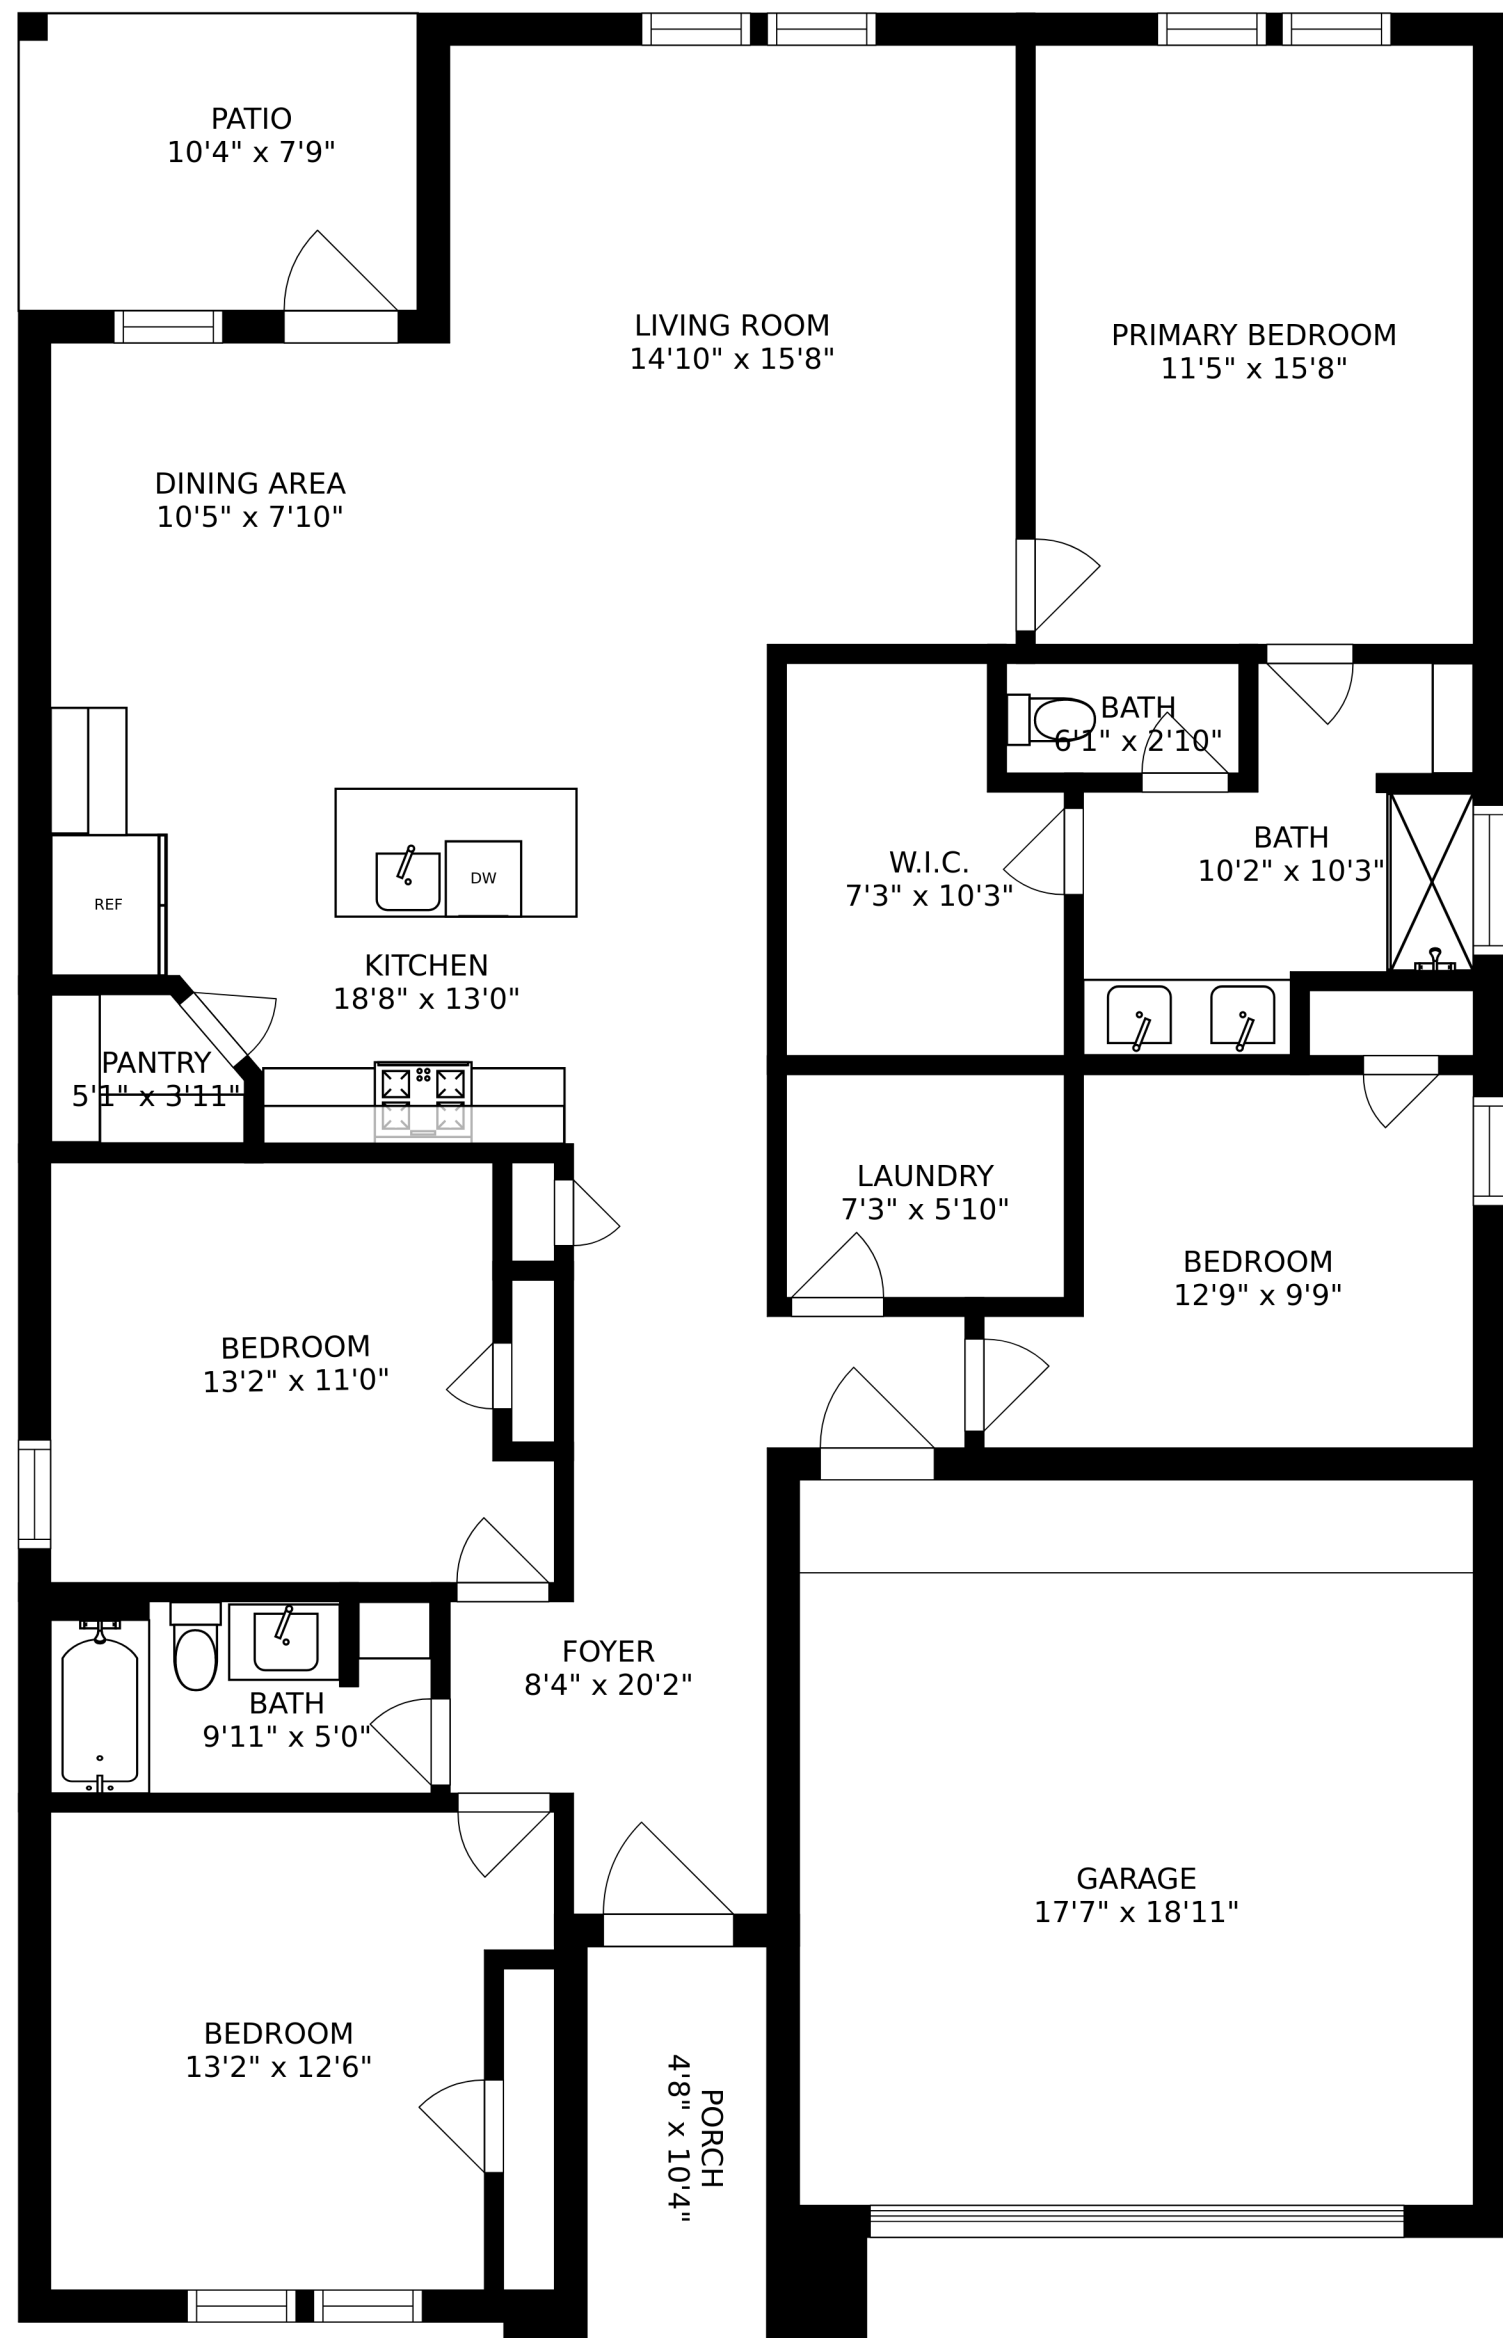 PATIO
10'4" x 7'9"
LIVING ROOM
14'10" x 15'8"
PRIMARY BEDROOM
11'5" x 15'8"
DINING AREA
10'5" x 7'10"
BATH
6'1" x 2'10"
BATH
10'2" x 10'3"
W.I.C.
7'3" x 10'3"
DW
REF
KITCHEN
18'8" x 13'0"
PANTRY
5'1" x 3'11"
LAUNDRY
7'3" x 5'10"
BEDROOM
12'9" x 9'9"
BEDROOM
13'2" x 11'0"
FOYER
8'4" x 20'2"
BATH
9'11" x 5'0"
GARAGE
17'7" x 18'11"
BEDROOM
13'2" x 12'6"
PORCH
4'8" x 10'4"